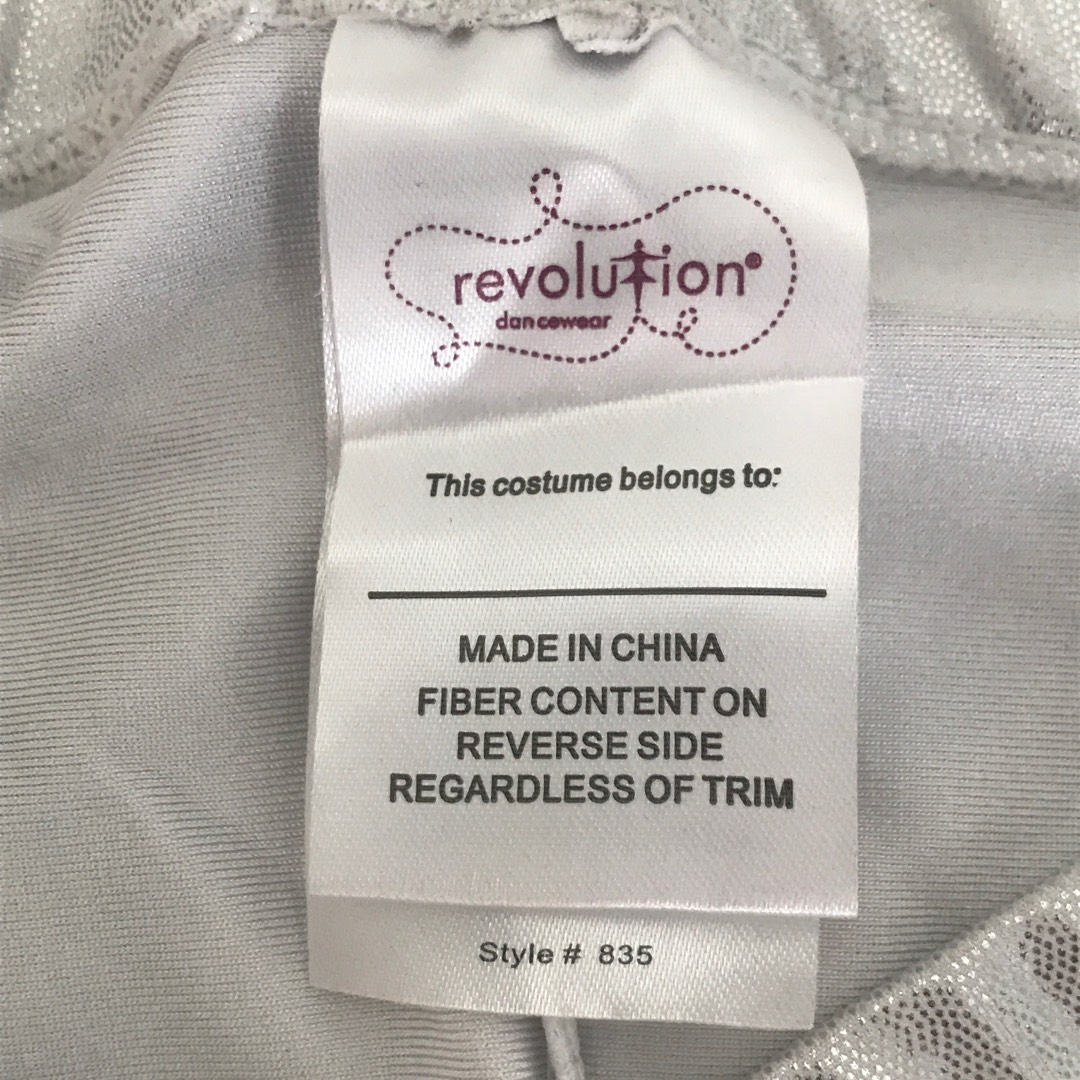 revolution®
dancewear
This costume belongs to:
MADE IN CHINA
FIBER CONTENT ON
REVERSE SIDE
REGARDLESS OF TRIM
Style # 835